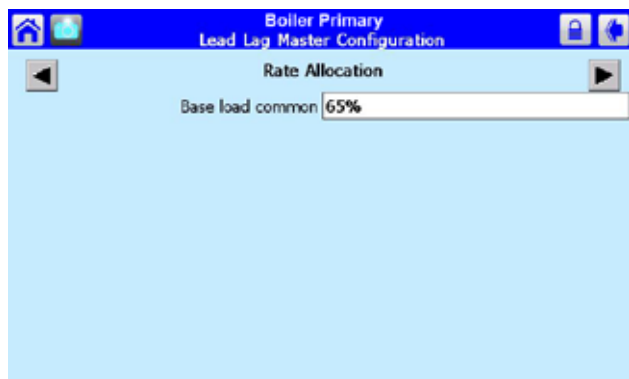 Boiler Primary
Lead Lag Master Configuration
Rate Allocation
Base load common 65%